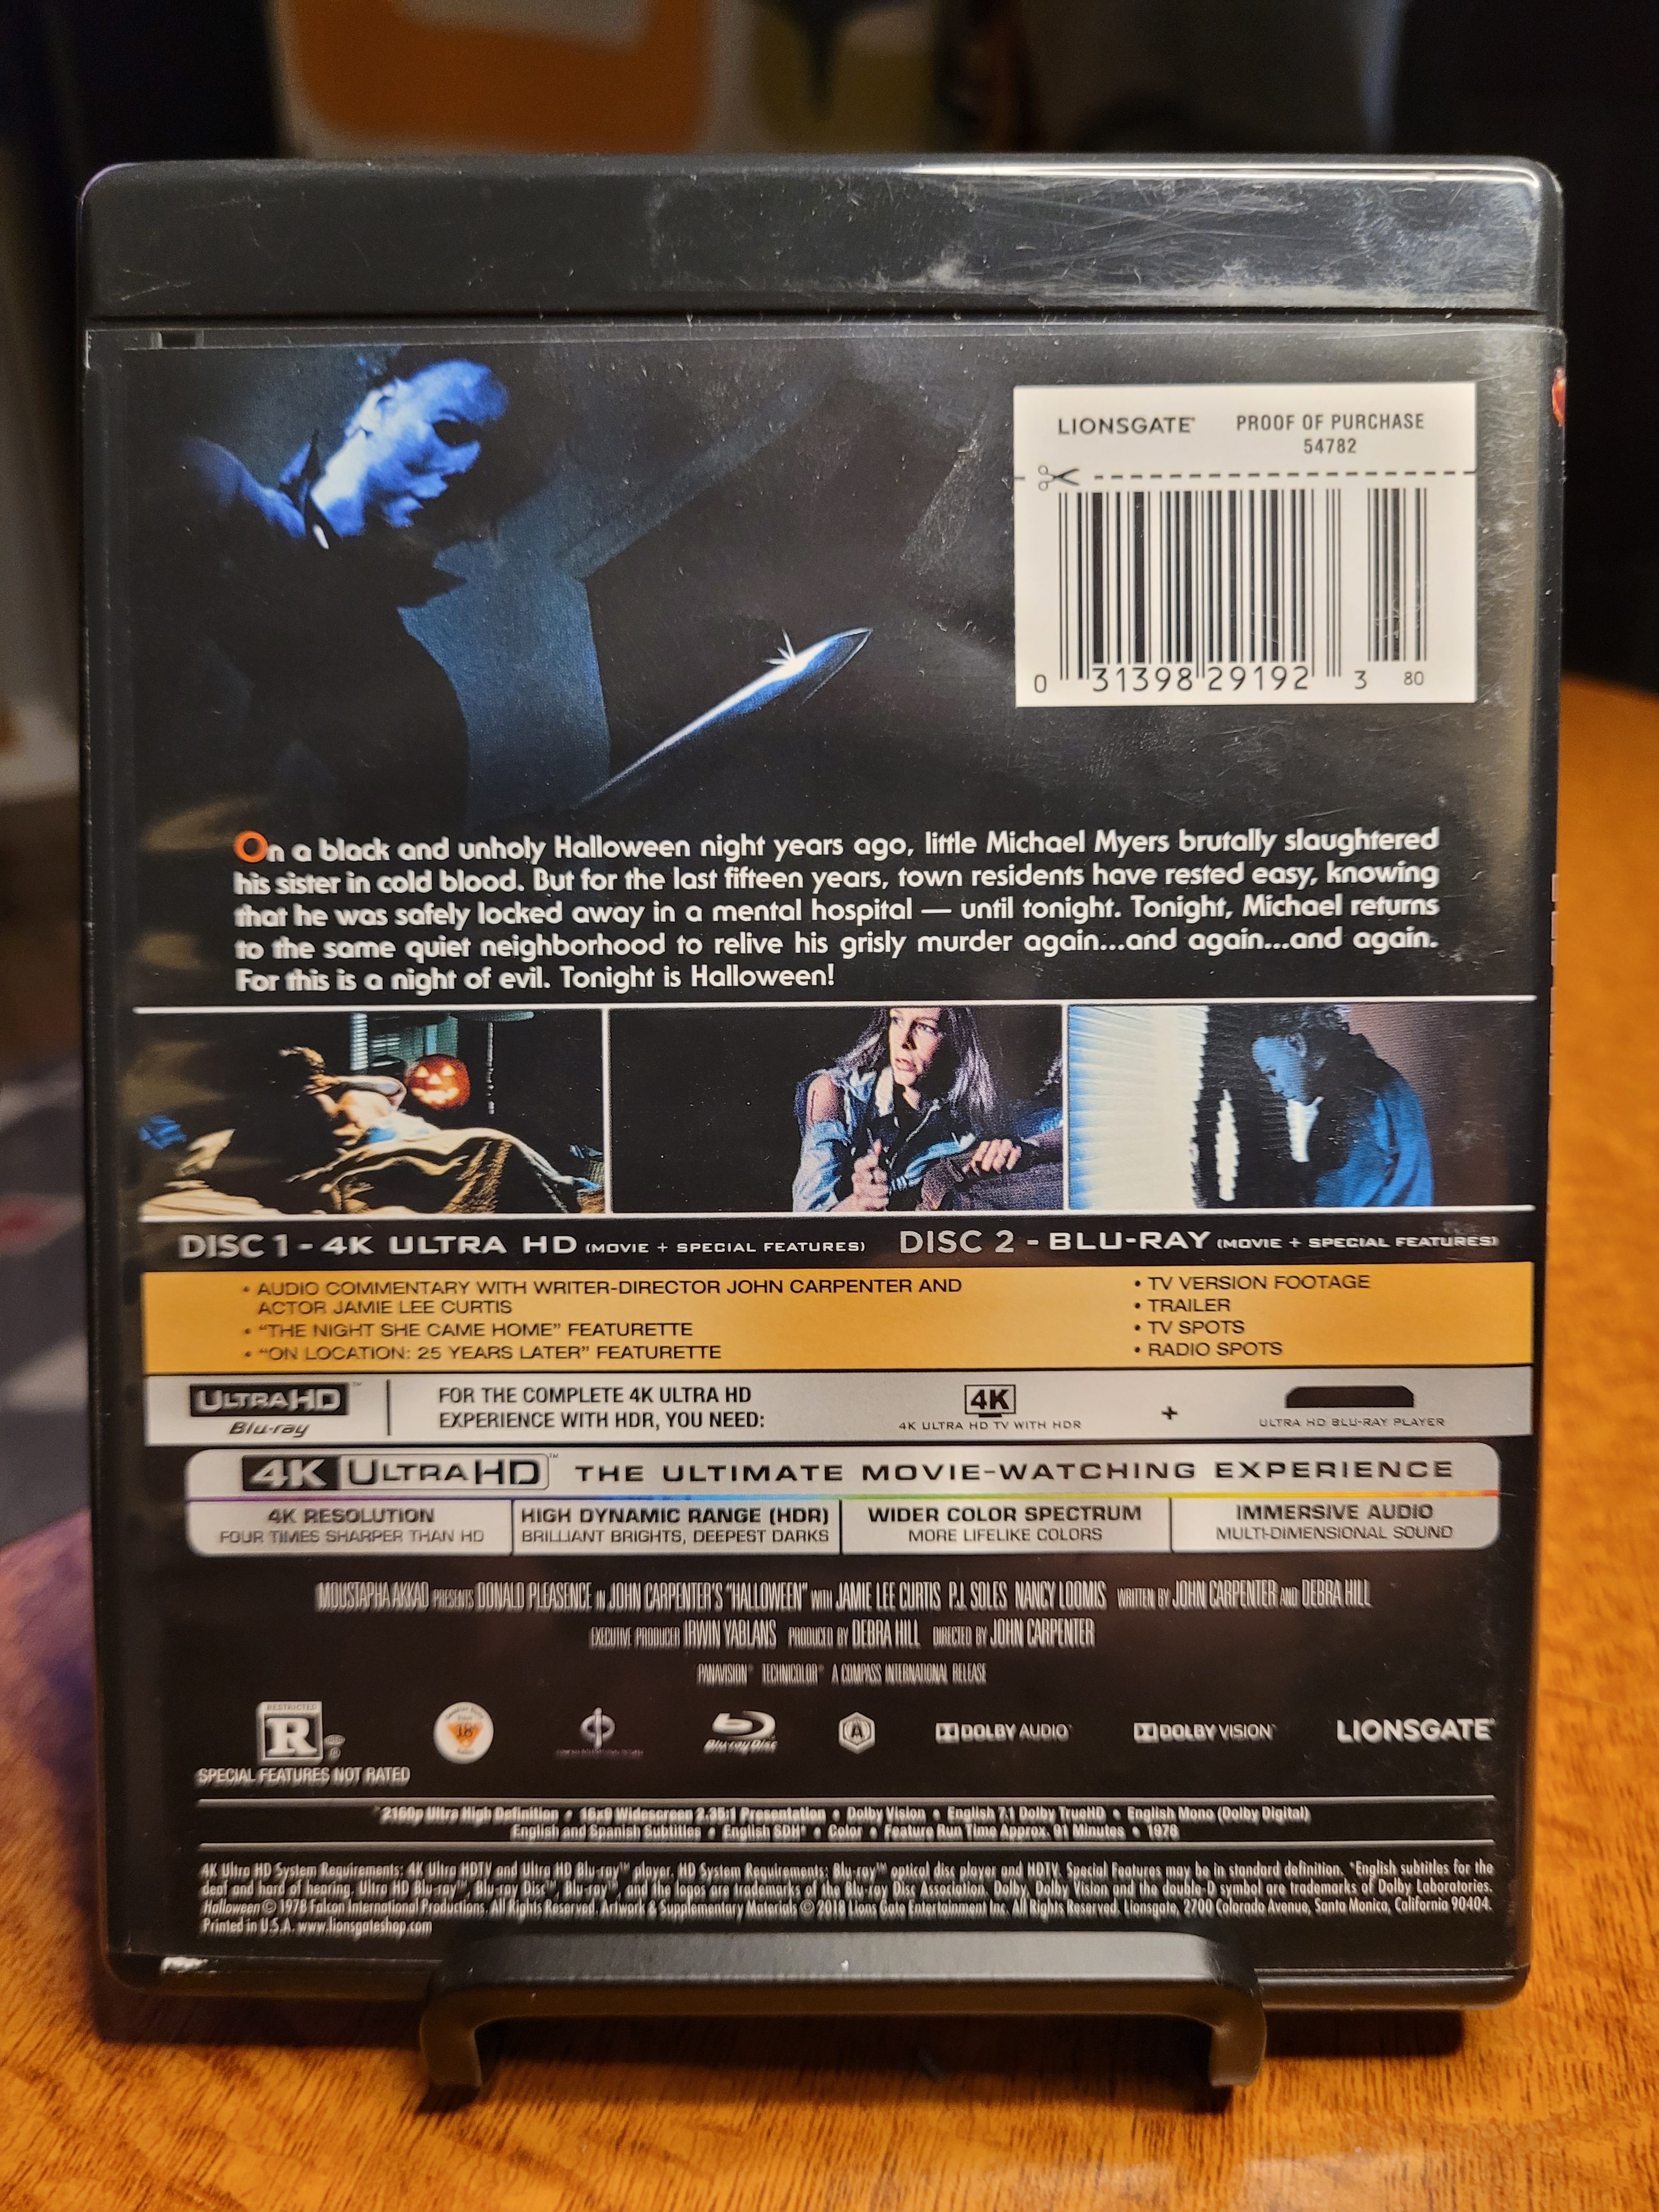 LIONSGATE PROOF OF PURCHASE
54782
0 31398 29192 3 80
On a black and unholy Halloween night years ago, little Michael Myers brutally slaughtered
his sister in cold blood. But for the last fifteen years, town residents have rested easy, knowing
that he was safely locked away in a mental hospital — until tonight. Tonight, Michael returns
to the same quiet neighborhood to relive his grisly murder again...and again...and again.
For this is a night of evil. Tonight is Halloween!
DISC 1 - 4K ULTRA HD (MOVIE + SPECIAL FEATURES) DISC 2 - BLU-RAY (MOVIE + SPECIAL FEATURES)
• AUDIO COMMENTARY WITH WRITER-DIRECTOR JOHN CARPENTER AND
ACTOR JAMIE LEE CURTIS
• "THE NIGHT SHE CAME HOME" FEATURETTE
• "ON LOCATION: 25 YEARS LATER" FEATURETTE
• TV VERSION FOOTAGE
• TRAILER
• TV SPOTS
• RADIO SPOTS
ULTRA HD™
Blu-ray
FOR THE COMPLETE 4K ULTRA HD
EXPERIENCE WITH HDR, YOU NEED:
4K
4K ULTRA HD TV WITH HDR
+
ULTRA HD BLU-RAY PLAYER
4K ULTRA HD™ THE ULTIMATE MOVIE-WATCHING EXPERIENCE
4K RESOLUTION
FOUR TIMES SHARPER THAN HD
HIGH DYNAMIC RANGE (HDR)
BRILLIANT BRIGHTS, DEEPEST DARKS
WIDER COLOR SPECTRUM
MORE LIFELIKE COLORS
IMMERSIVE AUDIO
MULTI-DIMENSIONAL SOUND
MOUSTAPHA AKKAD PRESENTS DONALD PLEASENCE IN JOHN CARPENTER'S "HALLOWEEN" WITH JAMIE LEE CURTIS P.J. SOLES NANCY LOOMIS WRITTEN BY JOHN CARPENTER AND DEBRA HILL
EXECUTIVE PRODUCER IRWIN YABLANS PRODUCED BY DEBRA HILL DIRECTED BY JOHN CARPENTER
PANAVISION® TECHNICOLOR® A COMPASS INTERNATIONAL RELEASE
RESTRICTED
R
18
Blu-ray Disc
A
DOLBY AUDIO™
DOLBY VISION™
LIONSGATE®
SPECIAL FEATURES NOT RATED
2160p Ultra High Definition • 16x9 Widescreen 2.35:1 Presentation • Dolby Vision • English 7.1 Dolby TrueHD • English Mono (Dolby Digital)
English and Spanish Subtitles • English SDH* • Color • Feature Run Time Approx. 91 Minutes • 1978
4K Ultra HD System Requirements: 4K Ultra HDTV and Ultra HD Blu-ray™ player. HD System Requirements: Blu-ray™ optical disc player and HDTV. Special Features may be in standard definition. *English subtitles for the
deaf and hard of hearing. Ultra HD Blu-ray™, Blu-ray Disc™, Blu-ray™, and the logos are trademarks of the Blu-ray Disc Association. Dolby, Dolby Vision and the double-D symbol are trademarks of Dolby Laboratories.
Halloween © 1978 Falcon International Productions. All Rights Reserved. Artwork & Supplementary Materials © 2018 Lions Gate Entertainment Inc. All Rights Reserved. Lionsgate, 2700 Colorado Avenue, Santa Monica, California 90404.
Printed in U.S.A. www.lionsgateshop.com